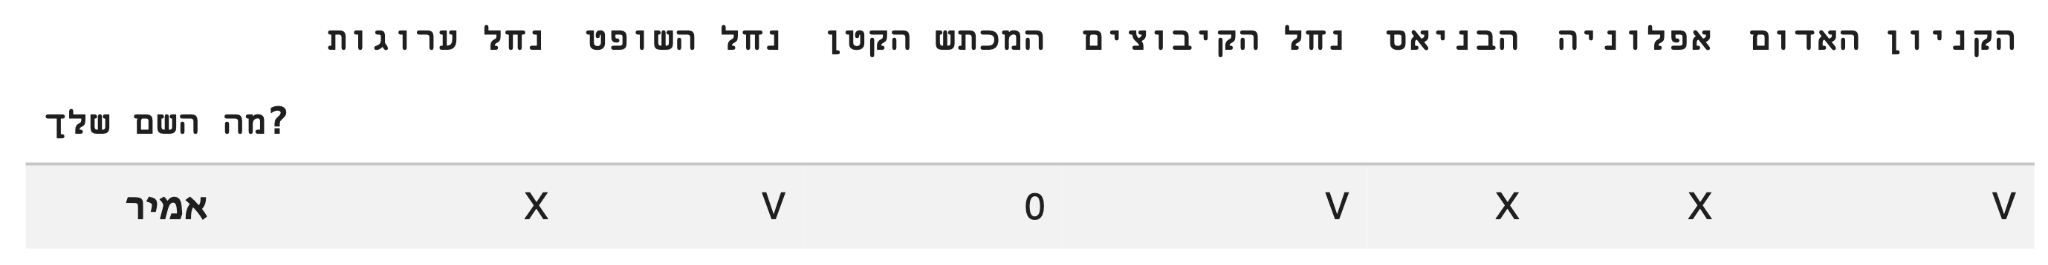 נחל ערוגות נחל השופט המכתש הקטן נחל הקיבוצים הבניאס אפלוניה הקניון האדום
מה השם שלך?
אמיר X V 0 V X X V